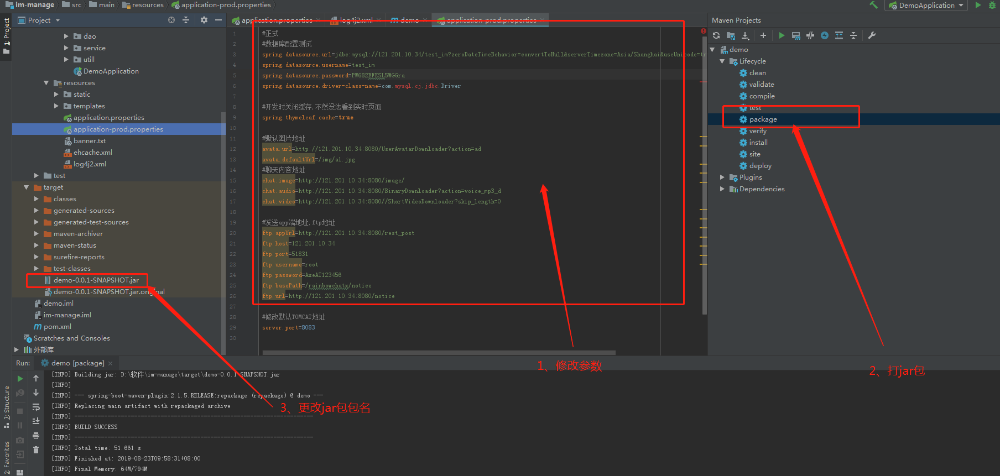 im-manage src main resources application-prod.properties
DemoApplication
Project
application.properties log4j2.xml demo application-prod.properties
Maven Projects
1: Project
dao
service
utill
DemoApplication
resources
static
templates
application.properties
application-prod.properties
banner.txt
ehcache.xml
log4j2.xml
test
target
classes
generated-sources
generated-test-sources
maven-archiver
maven-status
surefire-reports
test-classes
demo-0.0.1-SNAPSHOT.jar
demo-0.0.1-SNAPSHOT.jar.original
demo.iml
im-manage.iml
pom.xml
Scratches and Consoles
外部库
1 #正式
2 #数据库配置测试
3 spring.datasource.url=jdbc:mysql://121.201.10.34/test_im?zeroDateTimeBehavior=convertToNull&serverTimezone=Asia/Shanghai&useUnicode=tr
4 spring.datasource.username=test_im
5 spring.datasource.password=PW682EFESL5WGGra
6 spring.datasource.driver-class-name=com.mysql.cj.jdbc.Driver
7
8 #开发时关闭缓存,不然没法看到实时页面
9 spring.thymeleaf.cache=true
10
11 #默认图片地址
12 avata.url=http://121.201.10.34:8080/UserAvatarDownloader?action=ad
13 avata.defaultUrl=/img/a1.jpg
14 #聊天内容地址
15 chat.image=http://121.201.10.34:8080/image/
16 chat.audio=http://121.201.10.34:8080/BinaryDownloader?action=voice_mp3_d
17 chat.video=http://121.201.10.34:8080//ShortVideoDownloader?skip_length=0
18
19 #发送app端地址,ftp地址
20 ftp.appUrl=http://121.201.10.34:8080/rest_post
21 ftp.host=121.201.10.34
22 ftp.port=51831
23 ftp.username=root
24 ftp.password=AxeAT123456
25 ftp.basePath=/rainbowchatx/notice
26 ftp.url=http://121.201.10.34:8080/notice
27
28 #修改默认TOMCAT地址
29 server.port=8083
30
demo
Lifecycle
clean
validate
compile
test
package
verify
install
site
deploy
Plugins
Dependencies
1、修改参数
2、打jar包
3、更改jar包包名
Run: demo [package]
[INFO] Building jar: D:\软件\im-manage\target\demo-0.0.1-SNAPSHOT.jar
[INFO]
[INFO] --- spring-boot-maven-plugin:2.1.5.RELEASE:repackage (repackage) @ demo ---
[INFO] Replacing main artifact with repackaged archive
[INFO] ------------------------------------------------------------------------
[INFO] BUILD SUCCESS
[INFO] ------------------------------------------------------------------------
[INFO] Total time: 51.661 s
[INFO] Finished at: 2019-08-23T09:58:31+08:00
[INFO] Final Memory: 64M/794M
7: Structure
2: Favorites